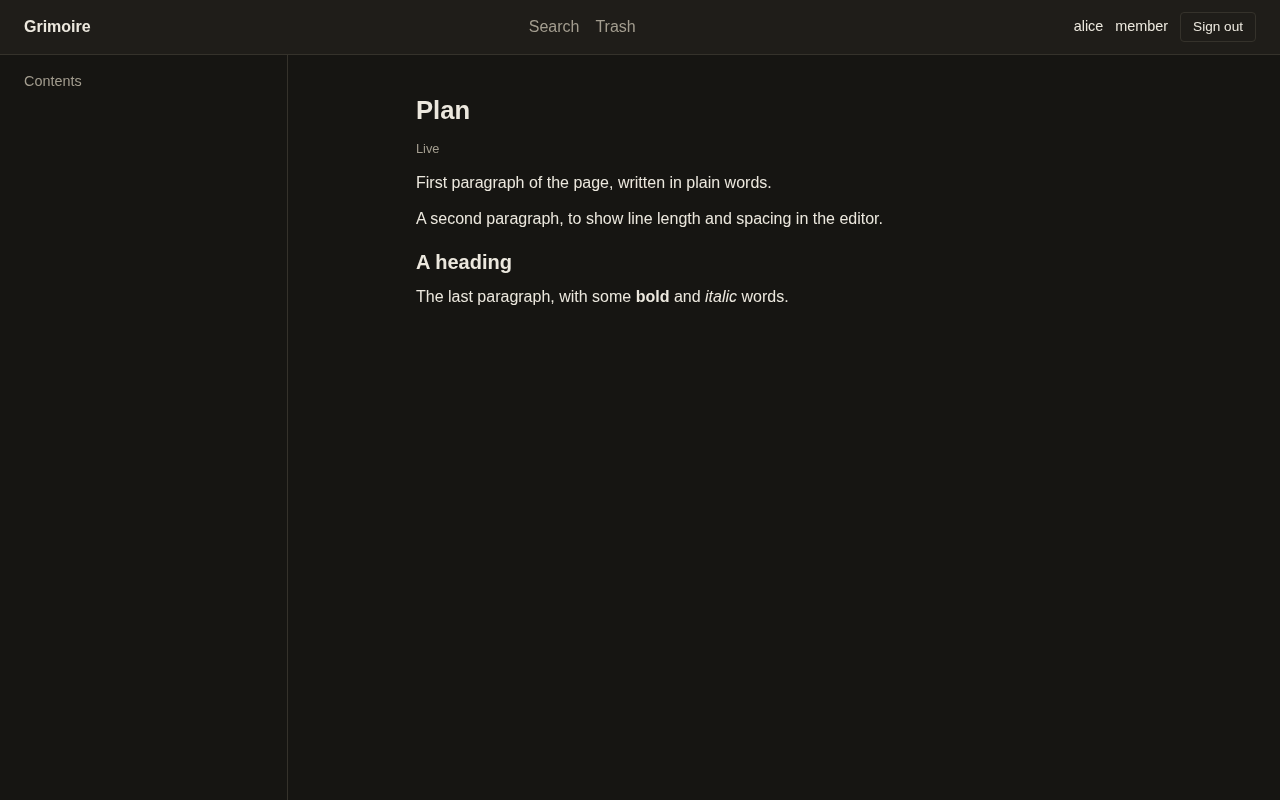 Grimoire
Search Trash
alice member Sign out
Contents
Plan
Live
First paragraph of the page, written in plain words.
A second paragraph, to show line length and spacing in the editor.
A heading
The last paragraph, with some bold and italic words.